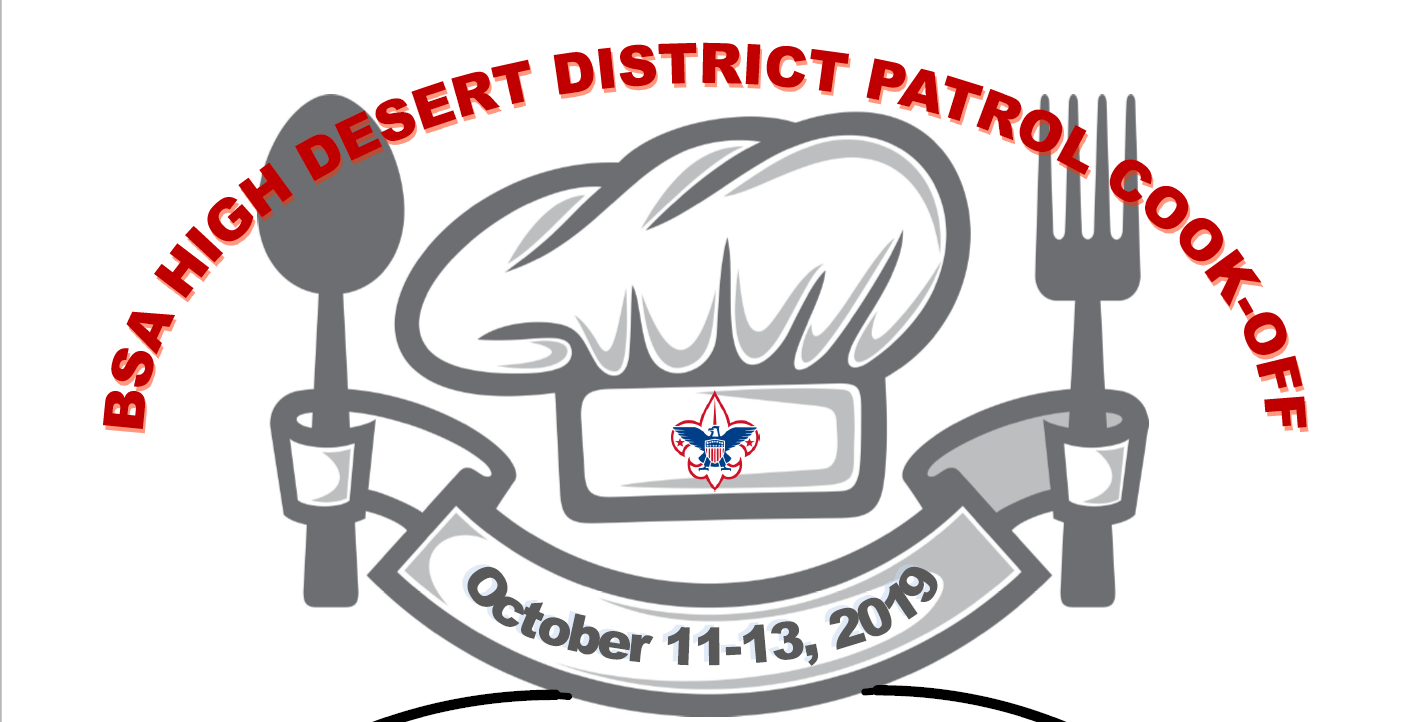 BSA HIGH DESERT DISTRICT PATROL COOK-OFF
October 11-13, 2019